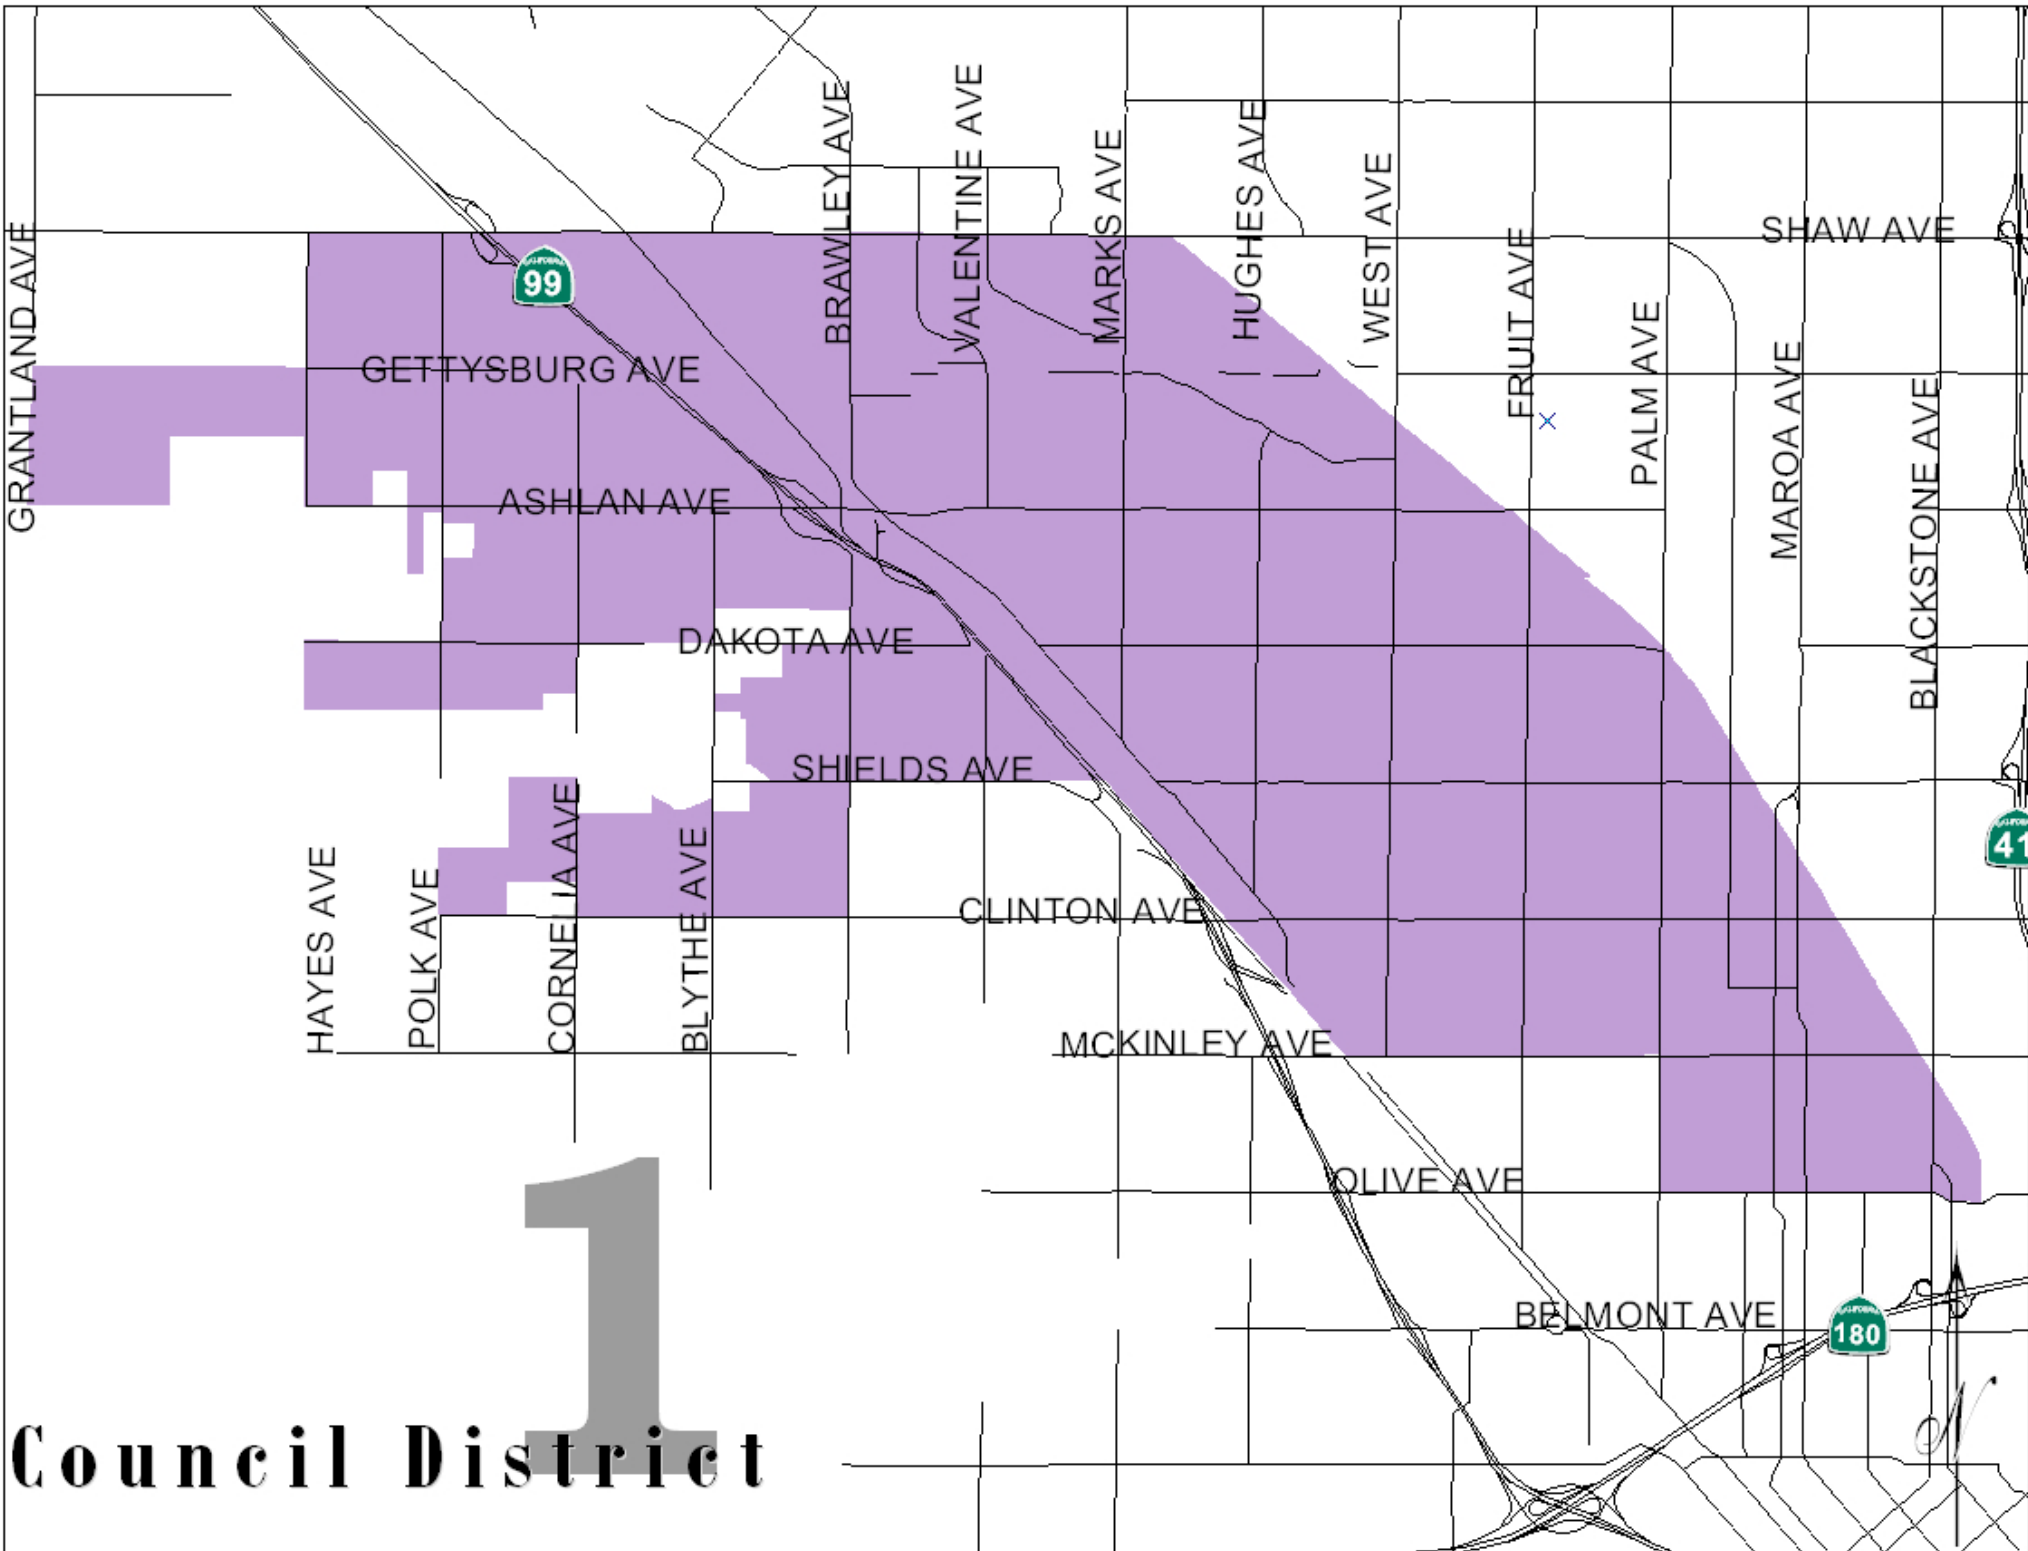 BRAWLEY AVE
VALENTINE AVE
MARKS AVE
HUGHES AVE
WEST AVE
FRUIT AVE
PALM AVE
MAROA AVE
BLACKSTONE AVE
GRANTLAND AVE
SHAW AVE
99
GETTYSBURG AVE
ASHLAN AVE
DAKOTA AVE
SHIELDS AVE
41
HAYES AVE
POLK AVE
CORNELIA AVE
BLYTHE AVE
CLINTON AVE
MCKINLEY AVE
OLIVE AVE
BELMONT AVE
180
N
1
Council District